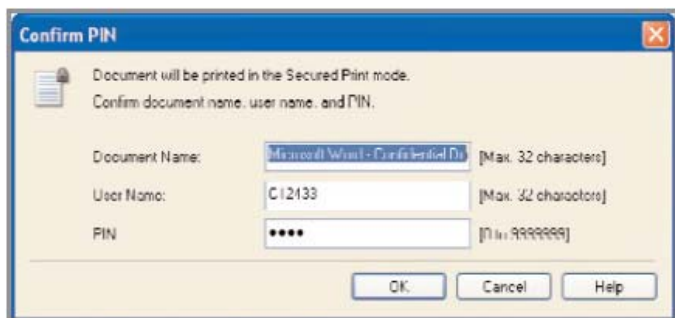 Confirm PIN
Document will be printed in the Secured Print mode.
Confirm document name, user name, and PIN.
Document Name: Microsoft Word - Confidential Do [Max. 32 characters]
User Name: C12433 [Max. 32 characters]
PIN •••• [0 to 9999999]
OK Cancel Help